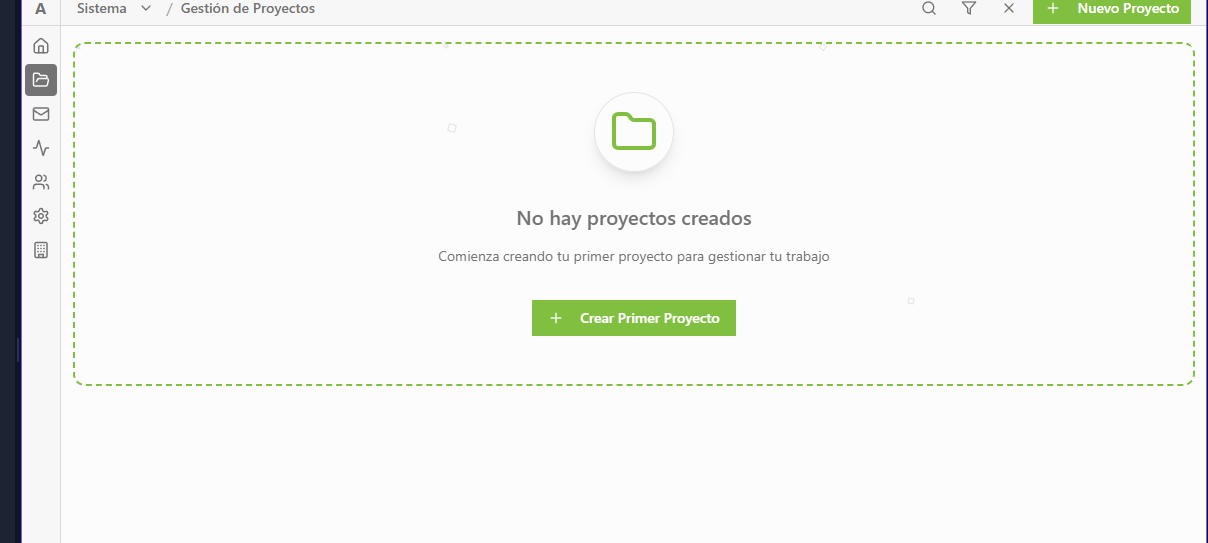 A
Sistema / Gestión de Proyectos
Nuevo Proyecto
No hay proyectos creados
Comienza creando tu primer proyecto para gestionar tu trabajo
Crear Primer Proyecto